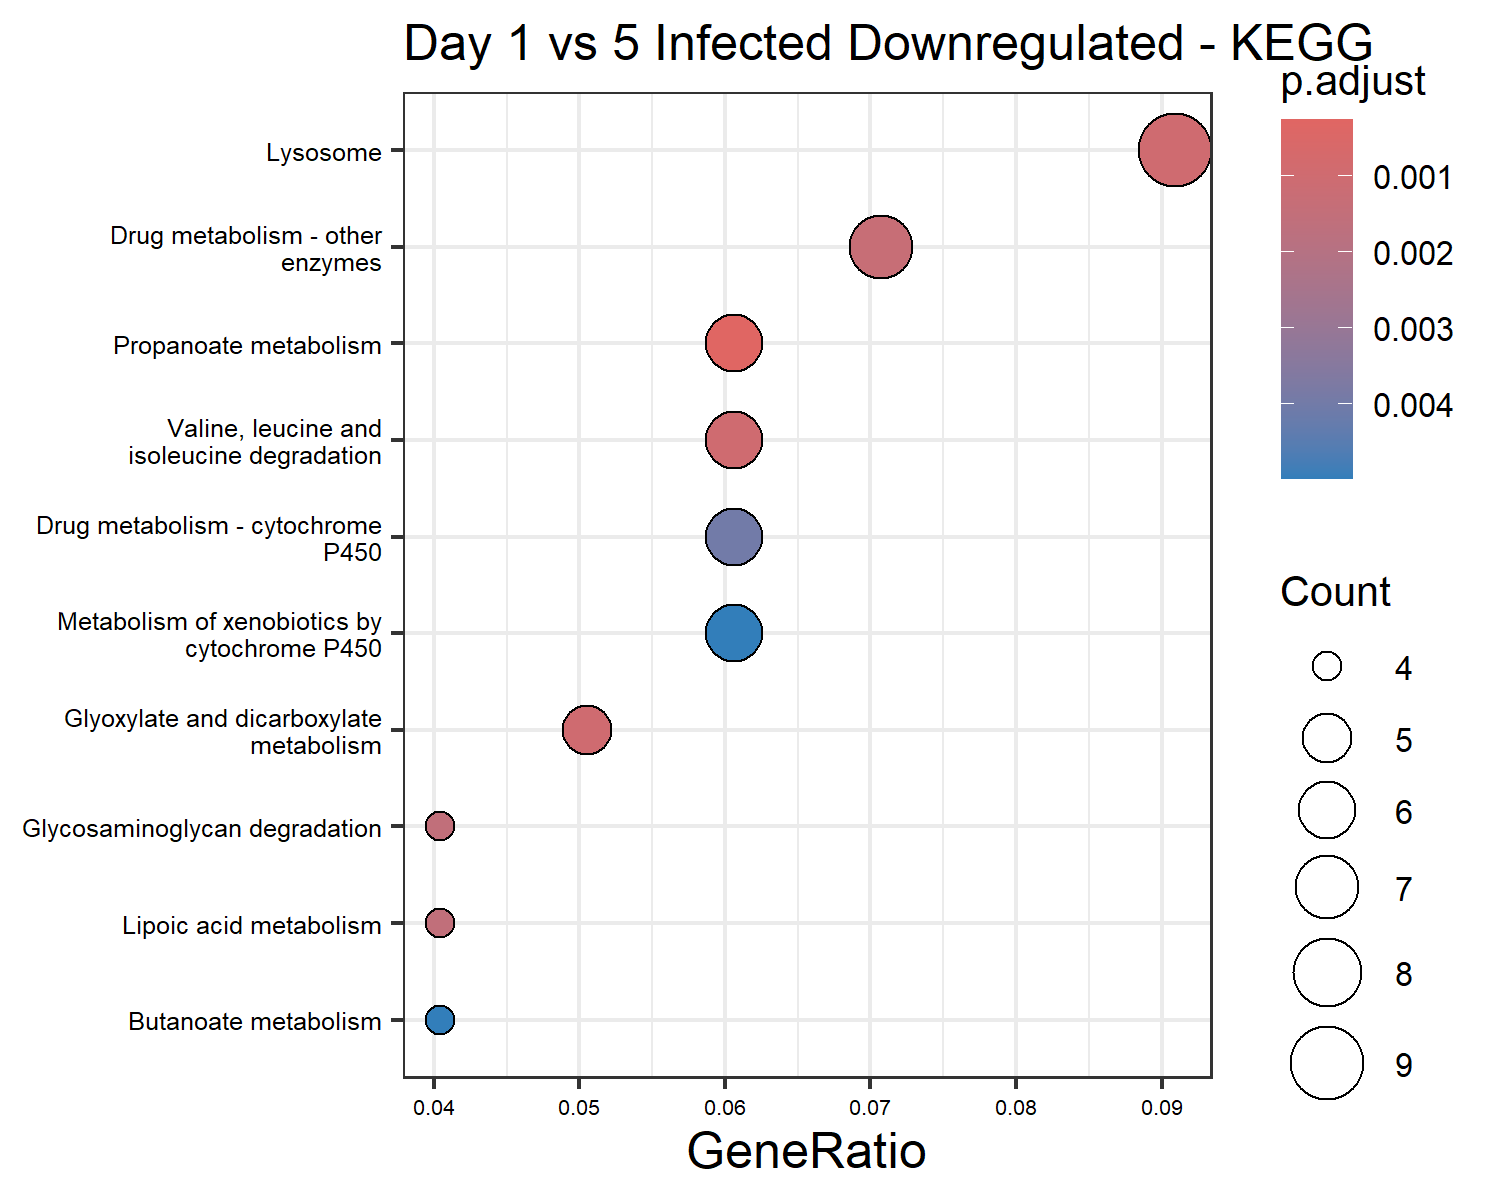 Day 1 vs 5 Infected Downregulated - KEGG
Lysosome
Drug metabolism - other
enzymes
Propanoate metabolism
Valine, leucine and
isoleucine degradation
Drug metabolism - cytochrome
P450
Metabolism of xenobiotics by
cytochrome P450
Glyoxylate and dicarboxylate
metabolism
Glycosaminoglycan degradation
Lipoic acid metabolism
Butanoate metabolism
0.04 0.05 0.06 0.07 0.08 0.09
GeneRatio
p.adjust
0.001
0.002
0.003
0.004
Count
4
5
6
7
8
9